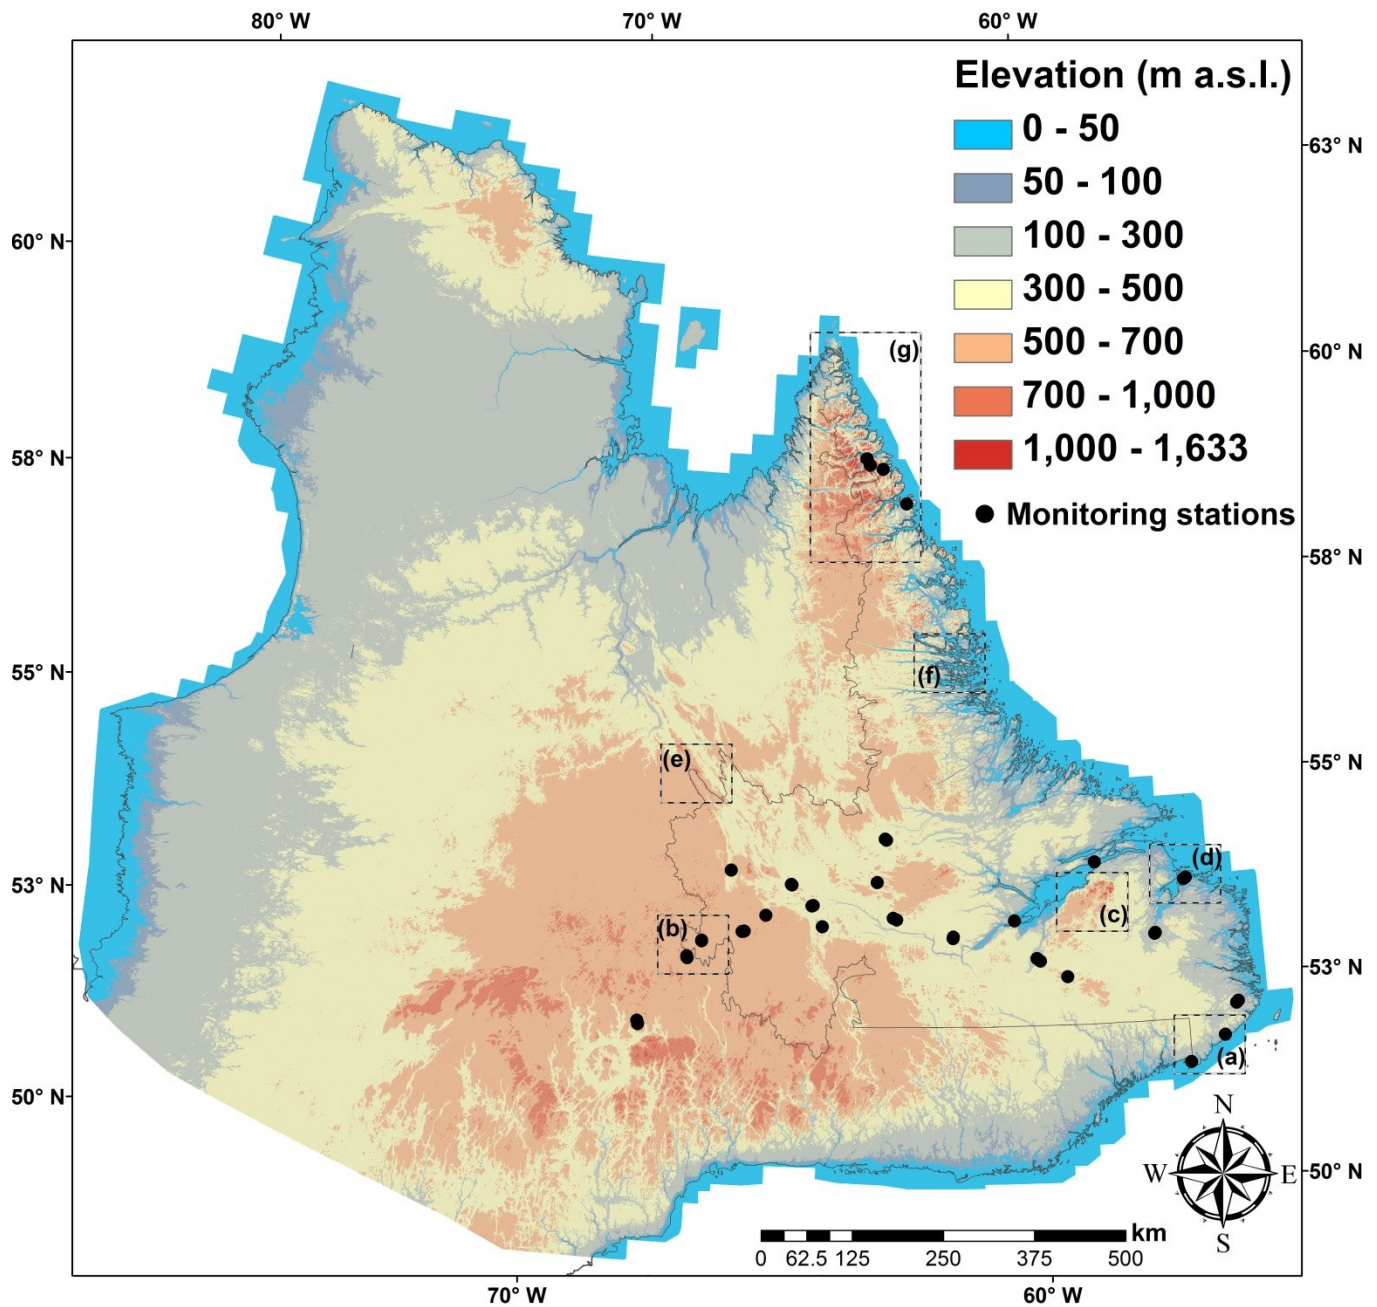 80° W
70° W
60° W
Elevation (m a.s.l.)
0 - 50
50 - 100
100 - 300
300 - 500
500 - 700
700 - 1,000
1,000 - 1,633
Monitoring stations
60° N
58° N
55° N
53° N
50° N
63° N
60° N
58° N
55° N
53° N
50° N
(g)
(f)
(e)
(d)
(c)
(b)
(a)
N
W
E
S
km
0 62.5 125 250 375 500
70° W
60° W